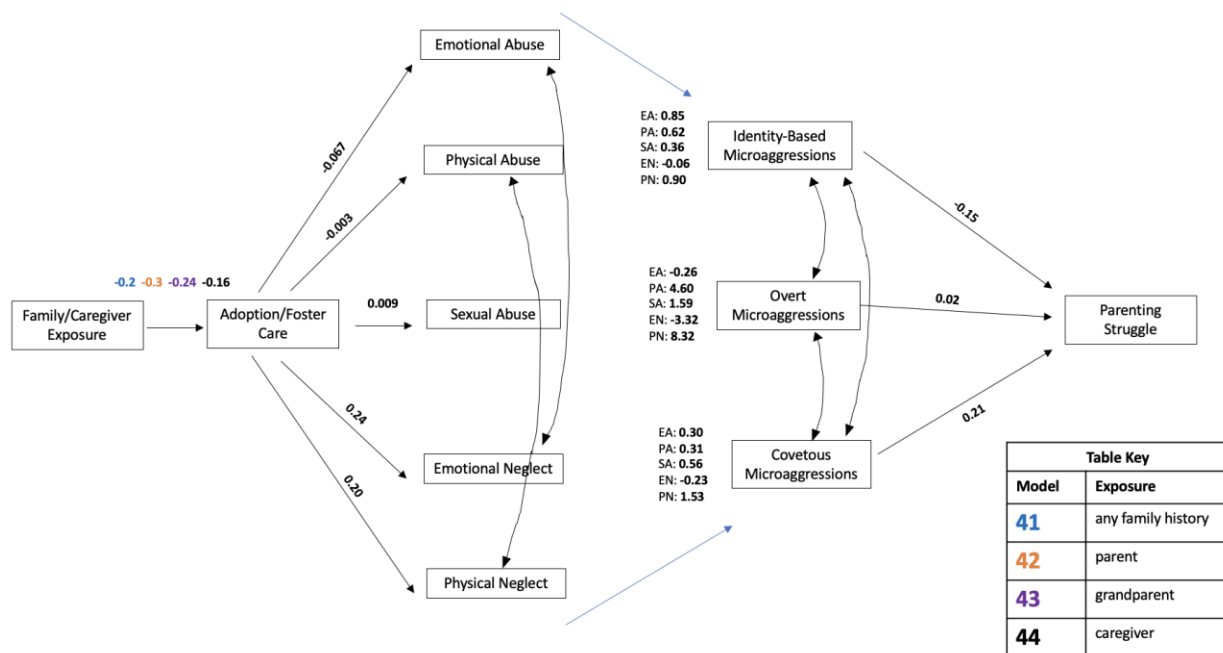 Emotional Abuse
EA: 0.85
PA: 0.62
SA: 0.36
EN: -0.06
PN: 0.90
Identity-Based
Microaggressions
Physical Abuse
-0.067
-0.003
-0.15
-0.2 -0.3 -0.24 -0.16
Family/Caregiver
Exposure
Adoption/Foster
Care
0.009
Sexual Abuse
EA: -0.26
PA: 4.60
SA: 1.59
EN: -3.32
PN: 8.32
Overt
Microaggressions
0.02
Parenting
Struggle
0.24
0.20
Emotional Neglect
EA: 0.30
PA: 0.31
SA: 0.56
EN: -0.23
PN: 1.53
Covetous
Microaggressions
0.21
Physical Neglect
Table Key
Model Exposure
41 any family history
42 parent
43 grandparent
44 caregiver